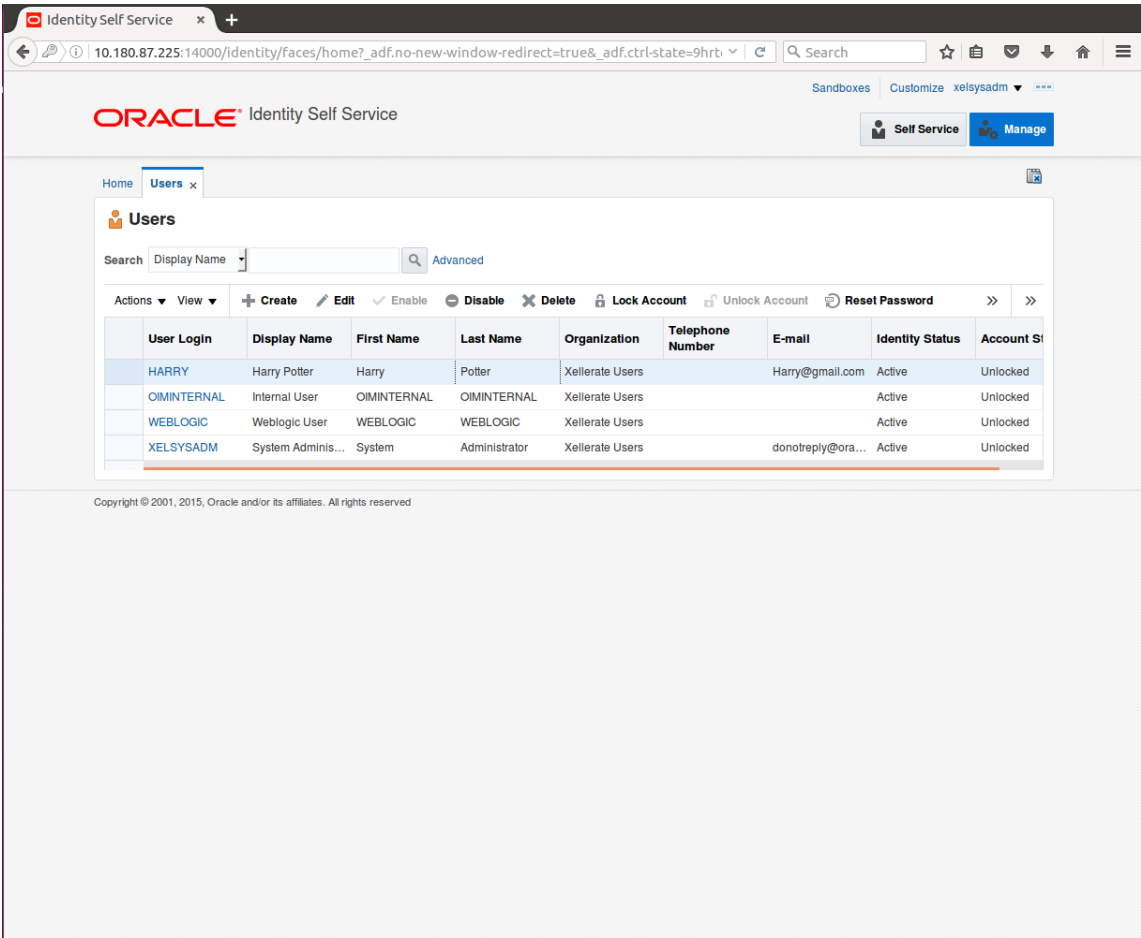 Identity Self Service × +
10.180.87.225:14000/identity/faces/home?_adf.no-new-window-redirect=true&_adf.ctrl-state=9hrt Search
Sandboxes Customize xelsysadm
ORACLE Identity Self Service
Self Service Manage
Home Users ×
Users
Search Display Name Advanced
Actions View Create Edit Enable Disable Delete Lock Account Unlock Account Reset Password » »
User Login Display Name First Name Last Name Organization Telephone Number E-mail Identity Status Account St
HARRY Harry Potter Harry Potter Xellerate Users Harry@gmail.com Active Unlocked
OIMINTERNAL Internal User OIMINTERNAL OIMINTERNAL Xellerate Users Active Unlocked
WEBLOGIC Weblogic User WEBLOGIC WEBLOGIC Xellerate Users Active Unlocked
XELSYSADM System Adminis... System Administrator Xellerate Users donotreply@ora... Active Unlocked
Copyright © 2001, 2015, Oracle and/or its affiliates. All rights reserved